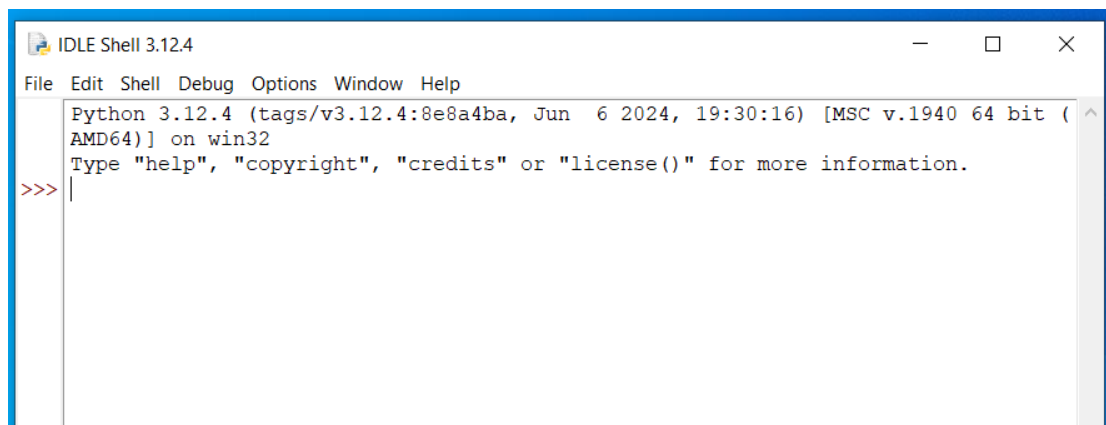 IDLE Shell 3.12.4
File Edit Shell Debug Options Window Help
Python 3.12.4 (tags/v3.12.4:8e8a4ba, Jun  6 2024, 19:30:16) [MSC v.1940 64 bit (
AMD64)] on win32
Type "help", "copyright", "credits" or "license()" for more information.
>>>